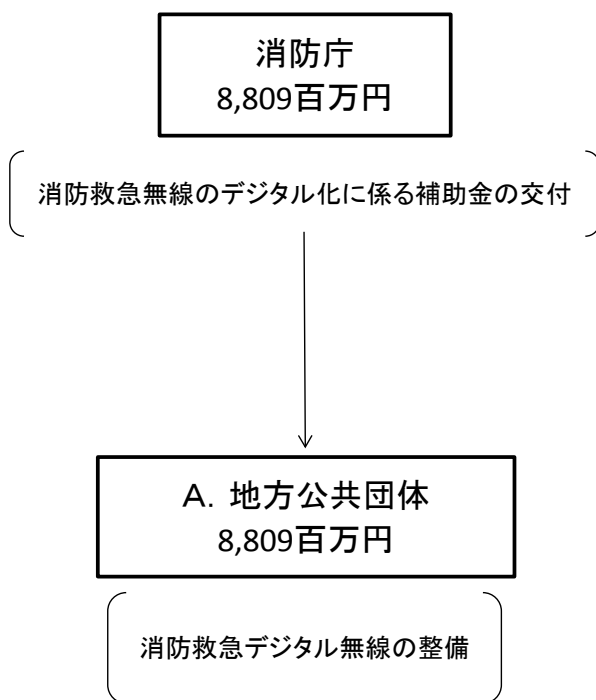 消防庁
8,809百万円
消防救急無線のデジタル化に係る補助金の交付
A. 地方公共団体
8,809百万円
消防救急デジタル無線の整備